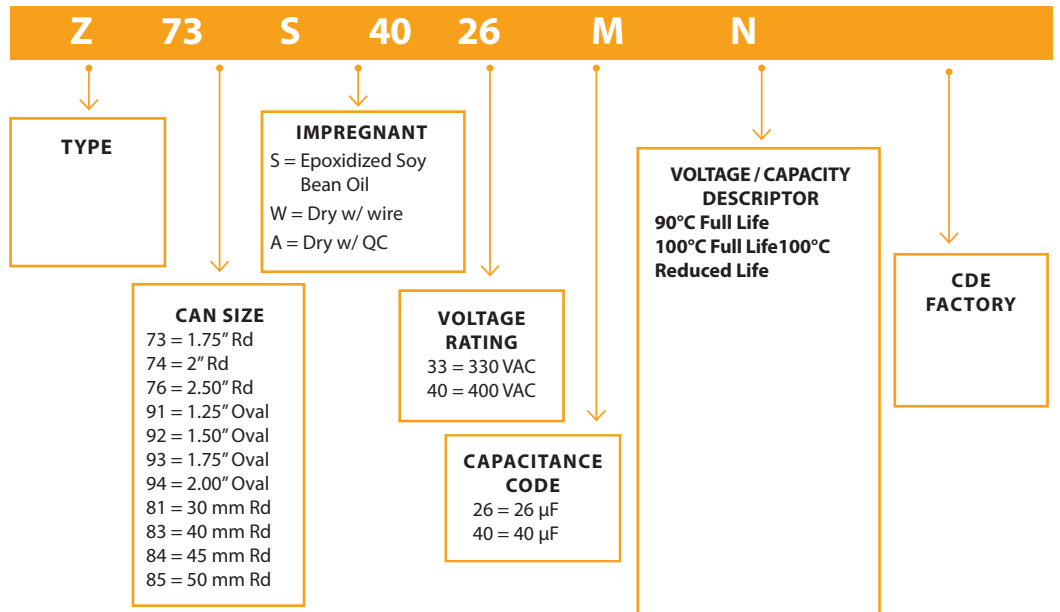 Z 73 S 40 26 M N
TYPE
IMPREGNANT
S = Epoxidized Soy
Bean Oil
W = Dry w/ wire
A = Dry w/ QC
VOLTAGE / CAPACITY
DESCRIPTOR
90°C Full Life
100°C Full Life100°C
Reduced Life
CDE
FACTORY
CAN SIZE
73 = 1.75” Rd
74 = 2” Rd
76 = 2.50” Rd
91 = 1.25” Oval
92 = 1.50” Oval
93 = 1.75” Oval
94 = 2.00” Oval
81 = 30 mm Rd
83 = 40 mm Rd
84 = 45 mm Rd
85 = 50 mm Rd
VOLTAGE
RATING
33 = 330 VAC
40 = 400 VAC
CAPACITANCE
CODE
26 = 26 µF
40 = 40 µF